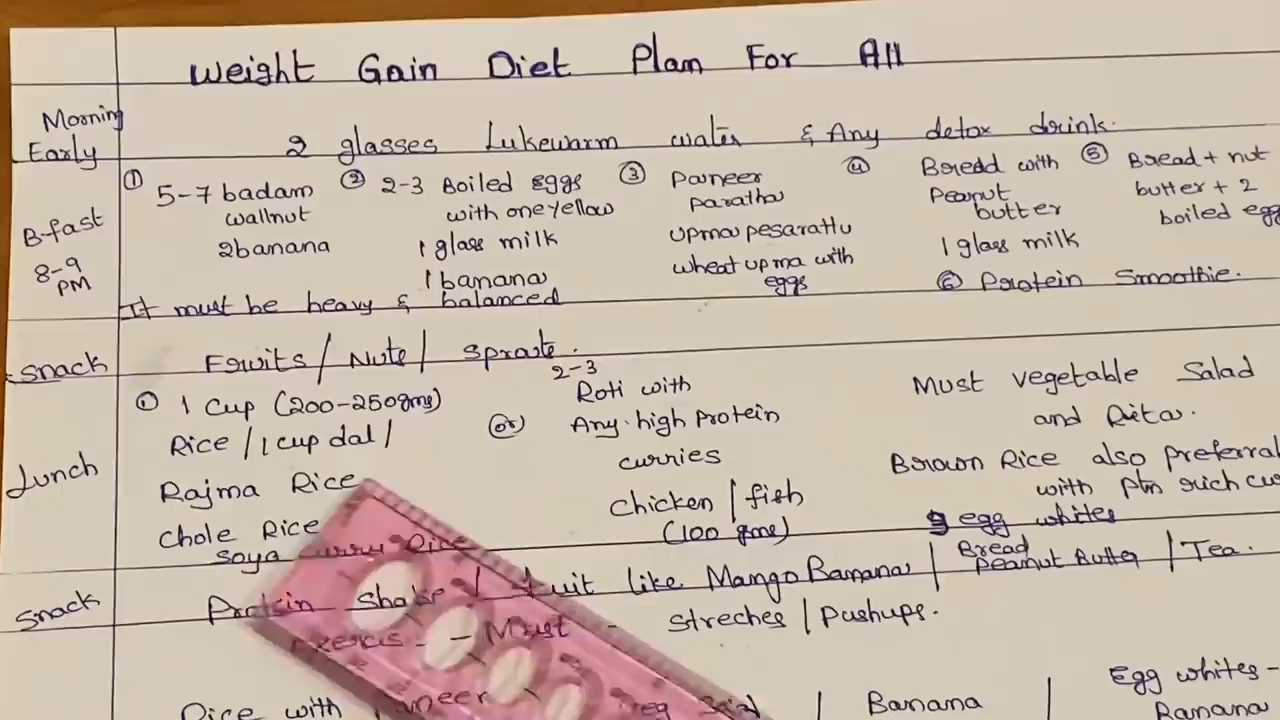 Weight Gain Diet Plan For All
Morning
Early
2 glasses Lukewarm water & Any detox drink.
B-fast
8-9
PM
① 5-7 badam
wallnut
2 banana
② 2-3 Boiled eggs
with one yellow
1 glass milk
1 banana
③ Paneer
paratha
upma pesarattu
wheat upma with
eggs
④ Bread with
Peanut
butter
1 glass milk
⑤ Bread + nut
butter + 2
boiled egg
⑥ Protein Smoothie.
It must be heavy & balanced
Snack
Fruits / Nuts / Sprouts.
Lunch
① 1 Cup (200-250gms)
Rice / 1 cup dal /
Rajma Rice
Chole Rice
Soya curry Rice
(or)
2-3
Roti with
Any high protein
curries
chicken / fish
(100 gms)
Must vegetable Salad
and Rita.
Brown Rice also preferral
with ptn rich cu
egg whites
Snack
Protein Shake / fruit like Mango Banana / Bread Peanut Butter / Tea.
- Must - Streches / Pushups.
Rice with
/ Banana /
Egg whites -
Banana